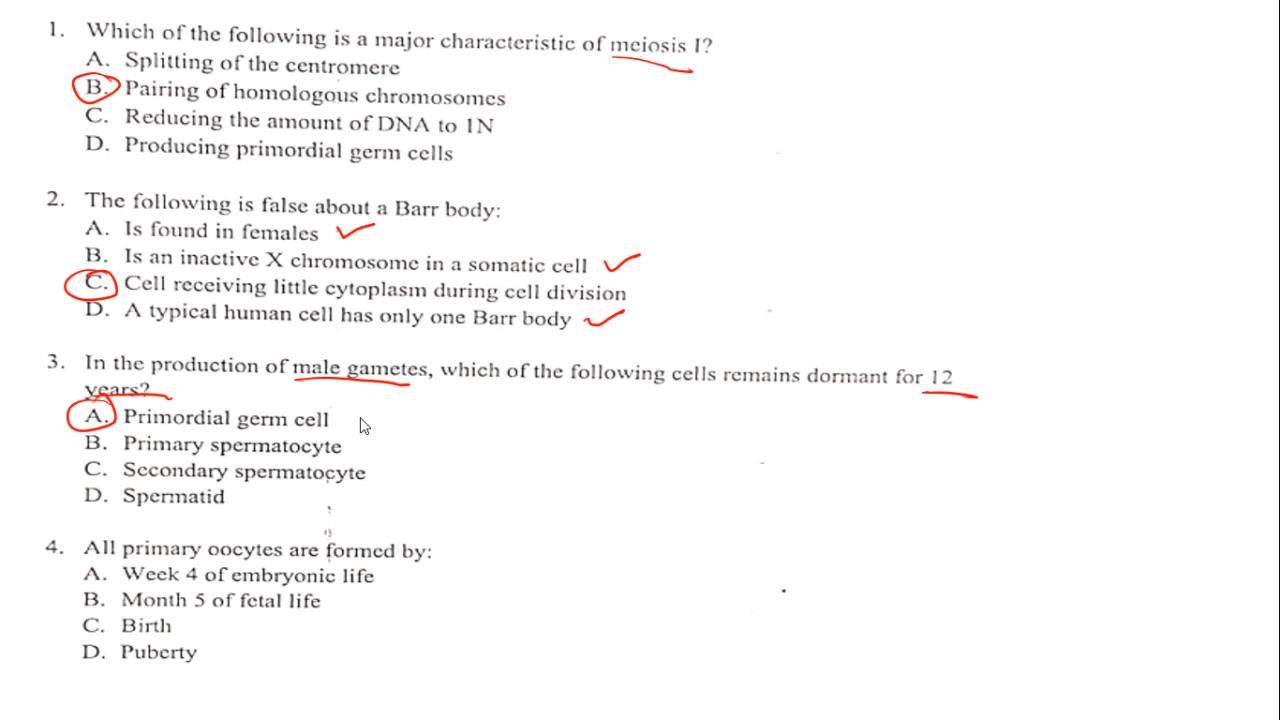 1. Which of the following is a major characteristic of meiosis I?
A. Splitting of the centromere
B. Pairing of homologous chromosomes
C. Reducing the amount of DNA to 1N
D. Producing primordial germ cells
2. The following is false about a Barr body:
A. Is found in females
B. Is an inactive X chromosome in a somatic cell
C. Cell receiving little cytoplasm during cell division
D. A typical human cell has only one Barr body
3. In the production of male gametes, which of the following cells remains dormant for 12
years?
A. Primordial germ cell
B. Primary spermatocyte
C. Secondary spermatocyte
D. Spermatid
4. All primary oocytes are formed by:
A. Week 4 of embryonic life
B. Month 5 of fetal life
C. Birth
D. Puberty